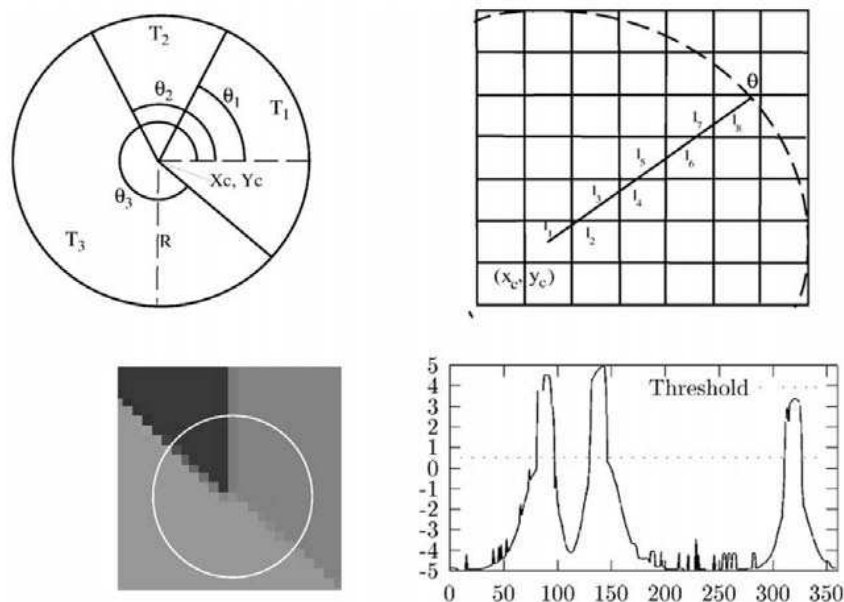 T2
θ2
θ1
T1
Xc, Yc
θ3
T3
R
θ
l7
l8
l5
l6
l3
l4
l1
l2
(xc, yc)
5
4
3
2
1
0
-1
-2
-3
-4
-5
Threshold
0 50 100 150 200 250 300 350